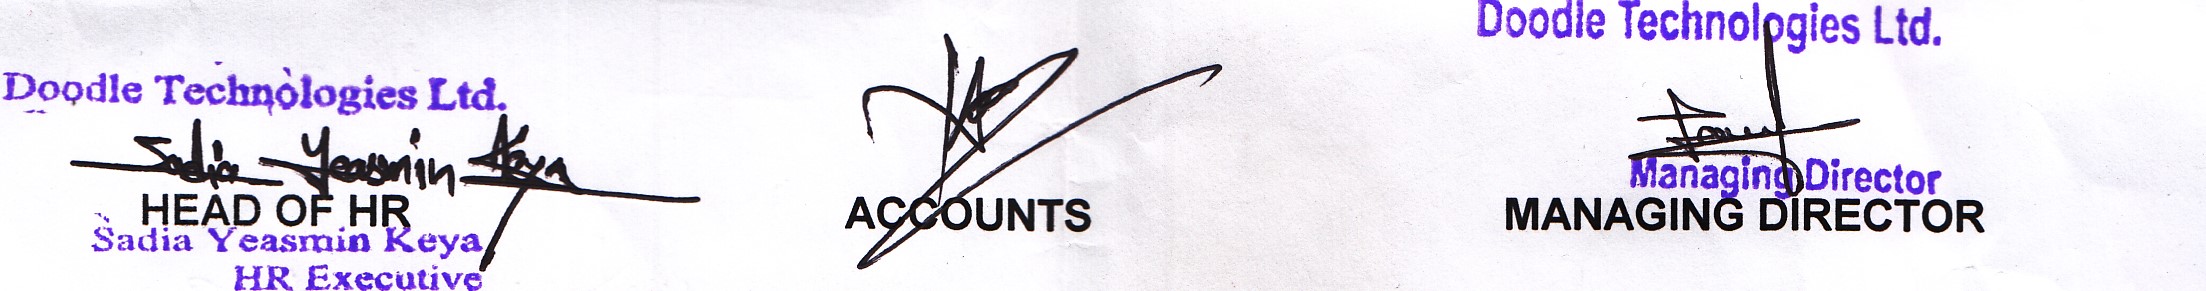 Doodle Technologies Ltd.
Sadia Yeasmin Keya
HEAD OF HR
Sadia Yeasmin Keya
HR Executive
ACCOUNTS
Doodle Technologies Ltd.
Managing Director
MANAGING DIRECTOR